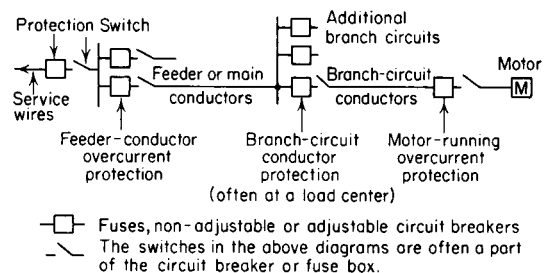 Protection Switch
Additional
branch circuits
Motor
M
Service
wires
Feeder or main
conductors
Branch-circuit
conductors
Feeder-conductor
overcurrent
protection
Branch-circuit
conductor
protection
(often at a load center)
Motor-running
overcurrent
protection
Fuses, non-adjustable or adjustable circuit breakers
The switches in the above diagrams are often a part
of the circuit breaker or fuse box.